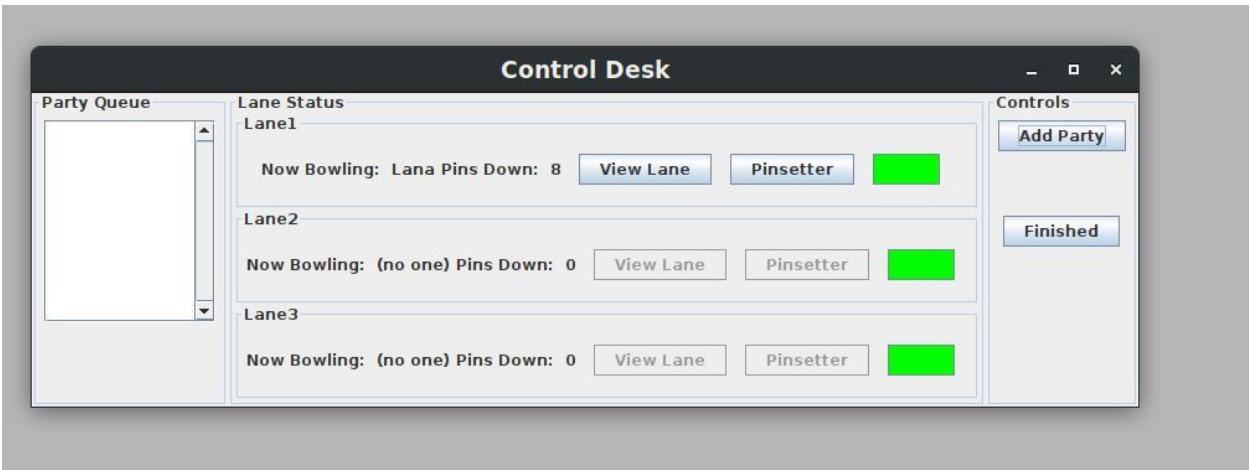 Control Desk
Party Queue
Lane Status
Lane1
Now Bowling: Lana Pins Down: 8 View Lane Pinsetter
Lane2
Now Bowling: (no one) Pins Down: 0 View Lane Pinsetter
Lane3
Now Bowling: (no one) Pins Down: 0 View Lane Pinsetter
Controls
Add Party
Finished